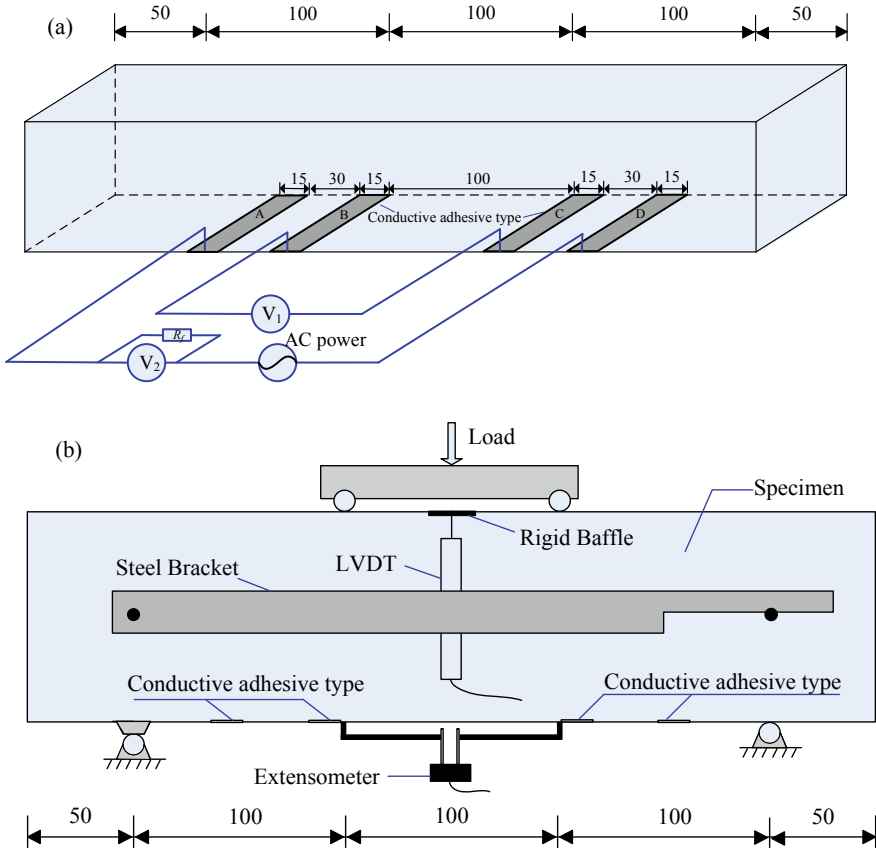 (a)
50 100 100 100 50
15 30 15 100 15 30 15
A B C D
Conductive adhesive type
V1
Rf
V2
AC power
(b)
Load
Specimen
Rigid Baffle
LVDT
Steel Bracket
Conductive adhesive type
Conductive adhesive type
Extensometer
50 100 100 100 50